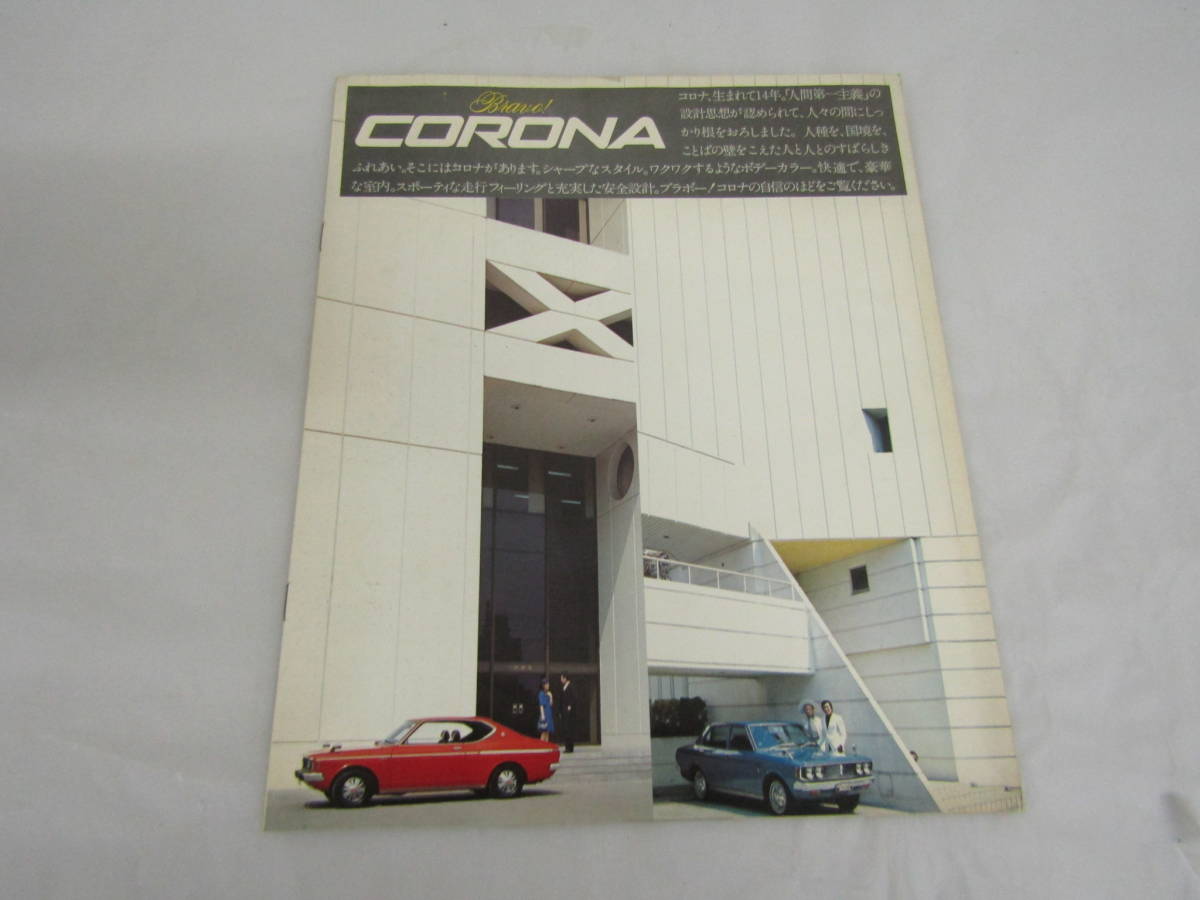 Bravo!
CORONA
コロナ、生まれて14年。「人間第一主義」の
設計思想が認められて、人々の間にしっ
かり根をおろしました。人種を、国境を、
ことばの壁をこえた人と人とのすばらしき
ふれあい。そこにはコロナがあります。シャープなスタイル。ワクワクするようなボデーカラー。快適で、豪華
な室内。スポーティな走行フィーリングと充実した安全設計。ブラボー！コロナの自信のほどをご覧ください。